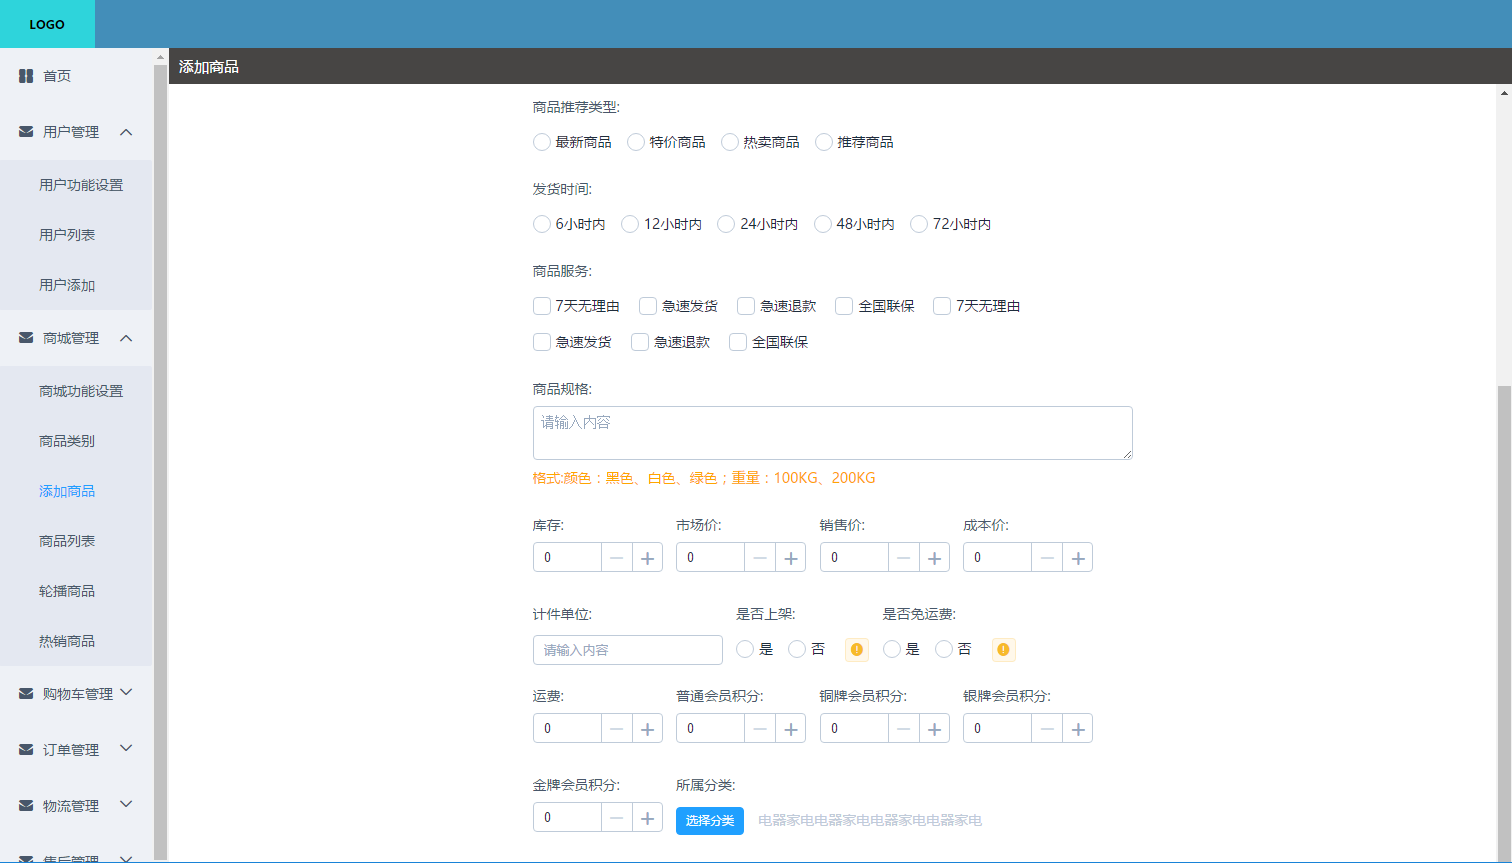 LOGO
添加商品
首页
用户管理
用户功能设置
用户列表
用户添加
商城管理
商城功能设置
商品类别
添加商品
商品列表
轮播商品
热销商品
购物车管理
订单管理
物流管理
售后管理
商品推荐类型:
最新商品 特价商品 热卖商品 推荐商品
发货时间:
6小时内 12小时内 24小时内 48小时内 72小时内
商品服务:
7天无理由 急速发货 急速退款 全国联保 7天无理由
急速发货 急速退款 全国联保
商品规格:
请输入内容
格式:颜色：黑色、白色、绿色；重量：100KG、200KG
库存: 市场价: 销售价: 成本价:
0 0 0 0
计件单位: 是否上架: 是否免运费:
请输入内容 是 否 是 否
运费: 普通会员积分: 铜牌会员积分: 银牌会员积分:
0 0 0 0
金牌会员积分: 所属分类:
0 选择分类 电器家电电器家电电器家电电器家电